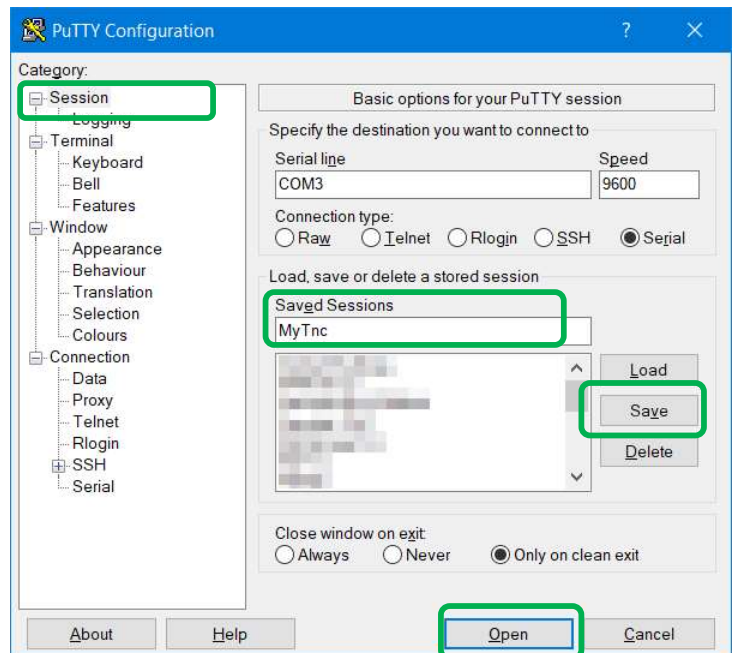 PuTTY Configuration
?
Category:
Session
Logging
Terminal
Keyboard
Bell
Features
Window
Appearance
Behaviour
Translation
Selection
Colours
Connection
Data
Proxy
Telnet
Rlogin
SSH
Serial
Basic options for your PuTTY session
Specify the destination you want to connect to
Serial line Speed
COM3 9600
Connection type:
Raw Telnet Rlogin SSH Serial
Load, save or delete a stored session
Saved Sessions
MyTnc
Load
Save
Delete
Close window on exit:
Always Never Only on clean exit
About Help Open Cancel